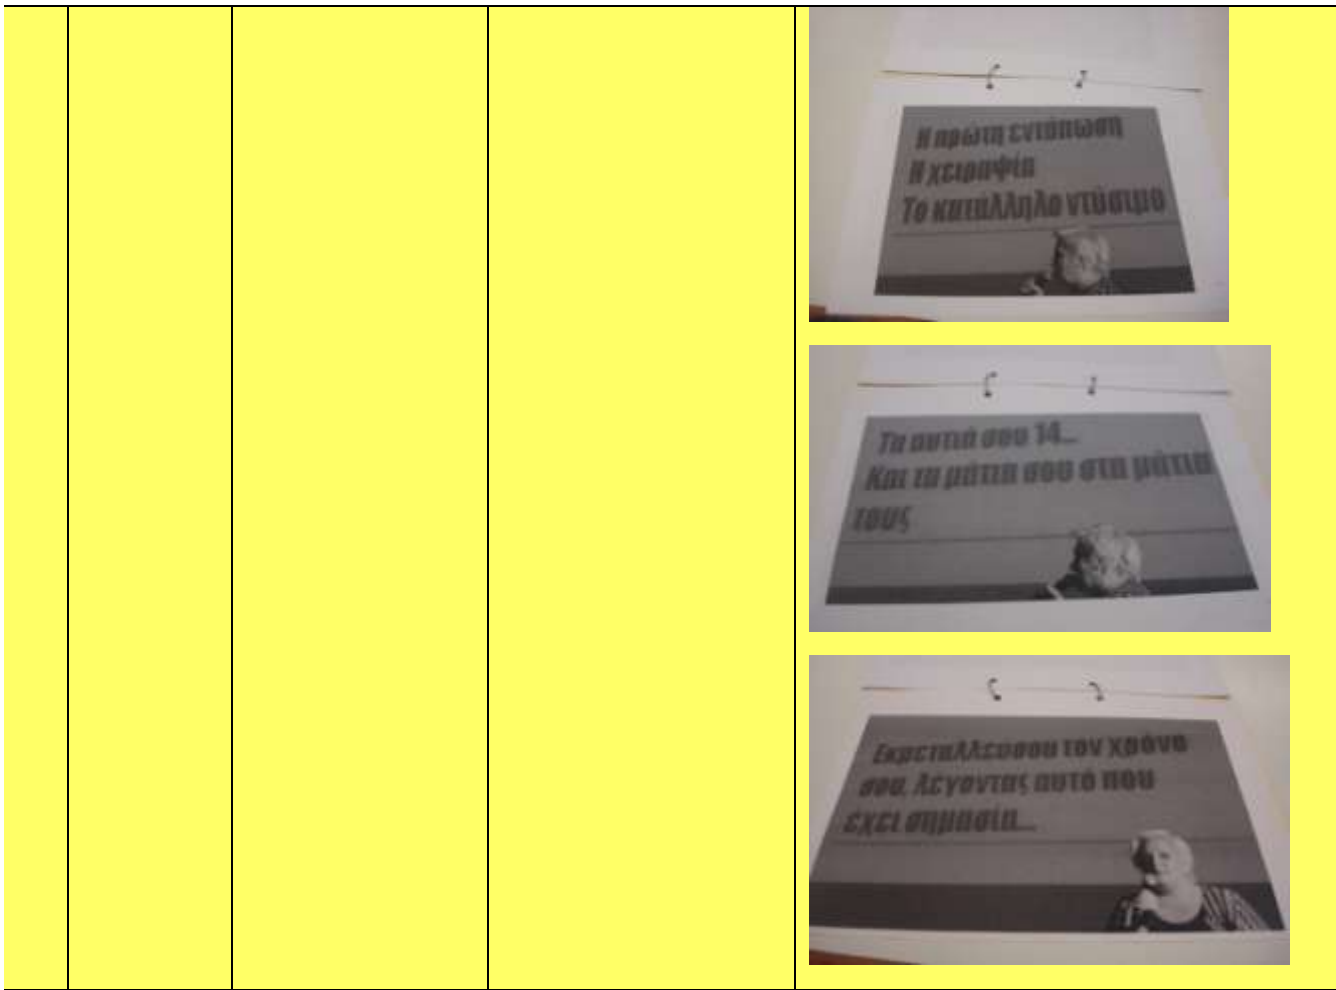 Η πρώτη εντύπωση
Η χειραψία
Το κατάλληλο ντύσιμο
Τα αυτιά σου 14...
Και τα μάτια σου στα μάτια
τους
Εκμεταλλεύσου τον χρόνο
σου, λέγοντας αυτό που
έχει σημασία...